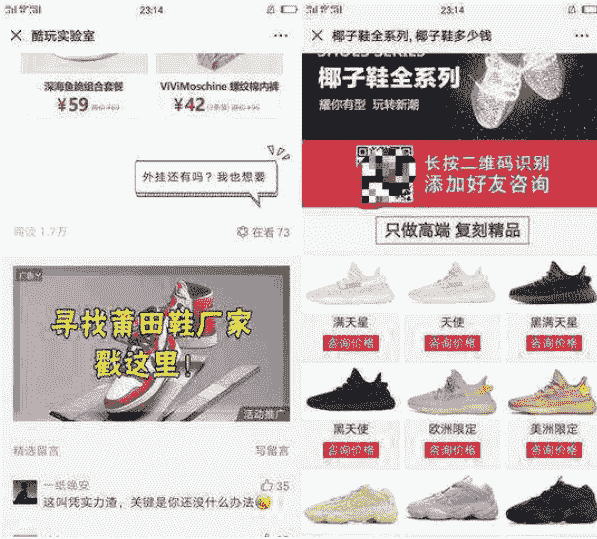 23:14
酷玩实验室
深海鱼脆组合套餐
¥59
ViViMoschine 螺纹棉内裤
¥42
外挂还有吗？我也想要
阅读 1.7万
在看 73
广告
寻找莆田鞋厂家
戳这里！
活动推广
精选留言
写留言
一纸晚安
35
这叫凭实力渣，关键是你还没什么办法
23:14
椰子鞋全系列, 椰子鞋多少钱
SHOES SERIES
椰子鞋全系列
耀你有型 玩转新潮
长按二维码识别
添加好友咨询
只做高端 复刻精品
满天星
天使
黑满天星
咨询价格
咨询价格
咨询价格
黑天使
欧洲限定
美洲限定
咨询价格
咨询价格
咨询价格